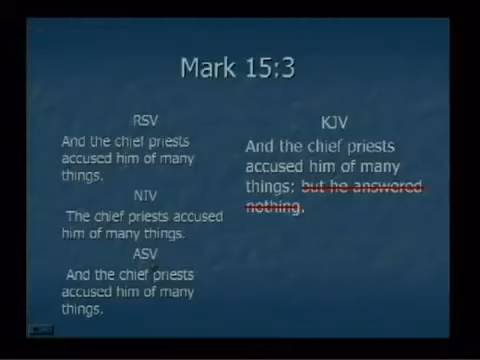 Mark 15:3
RSV
And the chief priests
accused him of many
things.
NIV
The chief priests accused
him of many things.
ASV
And the chief priests
accused him of many
things.
KJV
And the chief priests
accused him of many
things: but he answered
nothing.